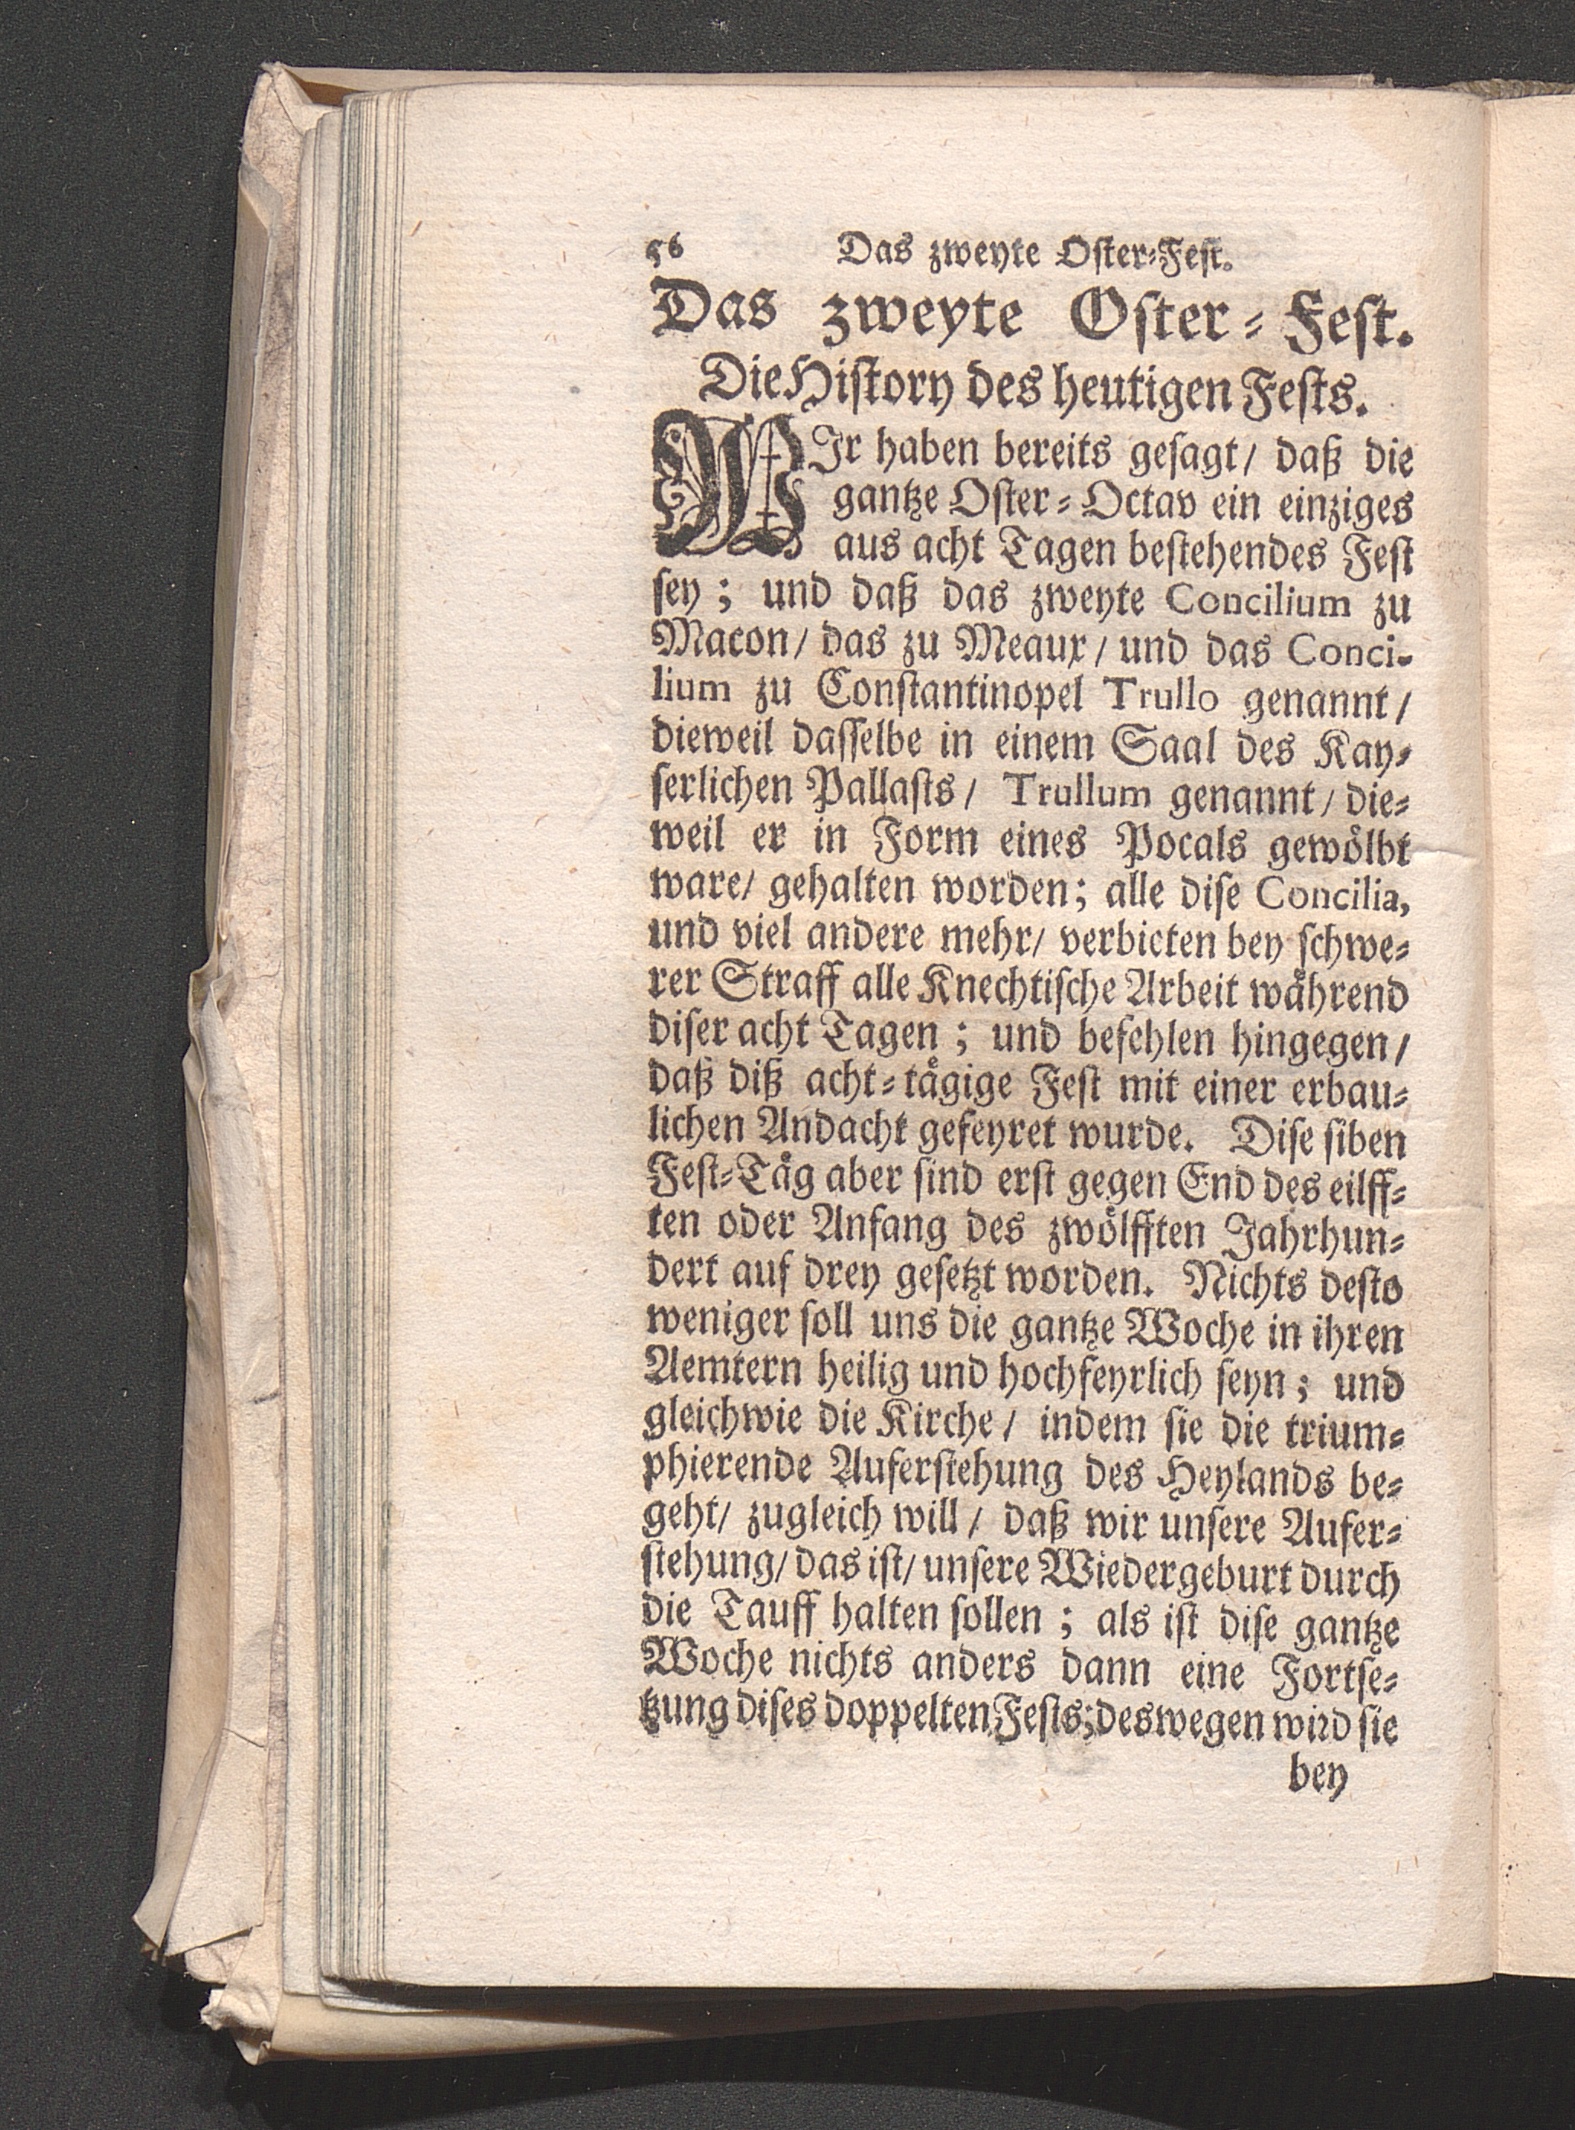 56 Das zweyte Oster-Fest.
Das zweyte Oster-Fest.
Die History des heutigen Fests.
WIr haben bereits gesagt/ daß die
gantze Oster-Octav ein einziges
aus acht Tagen bestehendes Fest
sey; und daß das zweyte Concilium zu
Macon/ das zu Meaux/ und das Conci-
lium zu Constantinopel Trullo genannt/
dieweil dasselbe in einem Saal des Kay-
serlichen Pallasts/ Trullum genannt/ die-
weil er in Form eines Pocals gewölbt
ware/ gehalten worden; alle dise Concilia,
und viel andere mehr/ verbieten bey schwe-
rer Straff alle Knechtische Arbeit während
diser acht Tagen; und befehlen hingegen/
daß diß acht-tägige Fest mit einer erbau-
lichen Andacht gefeyret wurde. Dise siben
Fest-Täg aber sind erst gegen End des eilff-
ten oder Anfang des zwölfften Jahrhun-
dert auf drey gesetzt worden. Nichts desto
weniger soll uns die gantze Woche in ihren
Aemtern heilig und hochfeyrlich seyn; und
gleichwie die Kirche/ indem sie die trium-
phierende Auferstehung des Heylands be-
geht/ zugleich will/ daß wir unsere Aufer-
stehung/ das ist/ unsere Wiedergeburt durch
die Tauff halten sollen; als ist dise gantze
Woche nichts anders dann eine Fortse-
tzung dises doppelten Fests; deswegen wird sie
bey